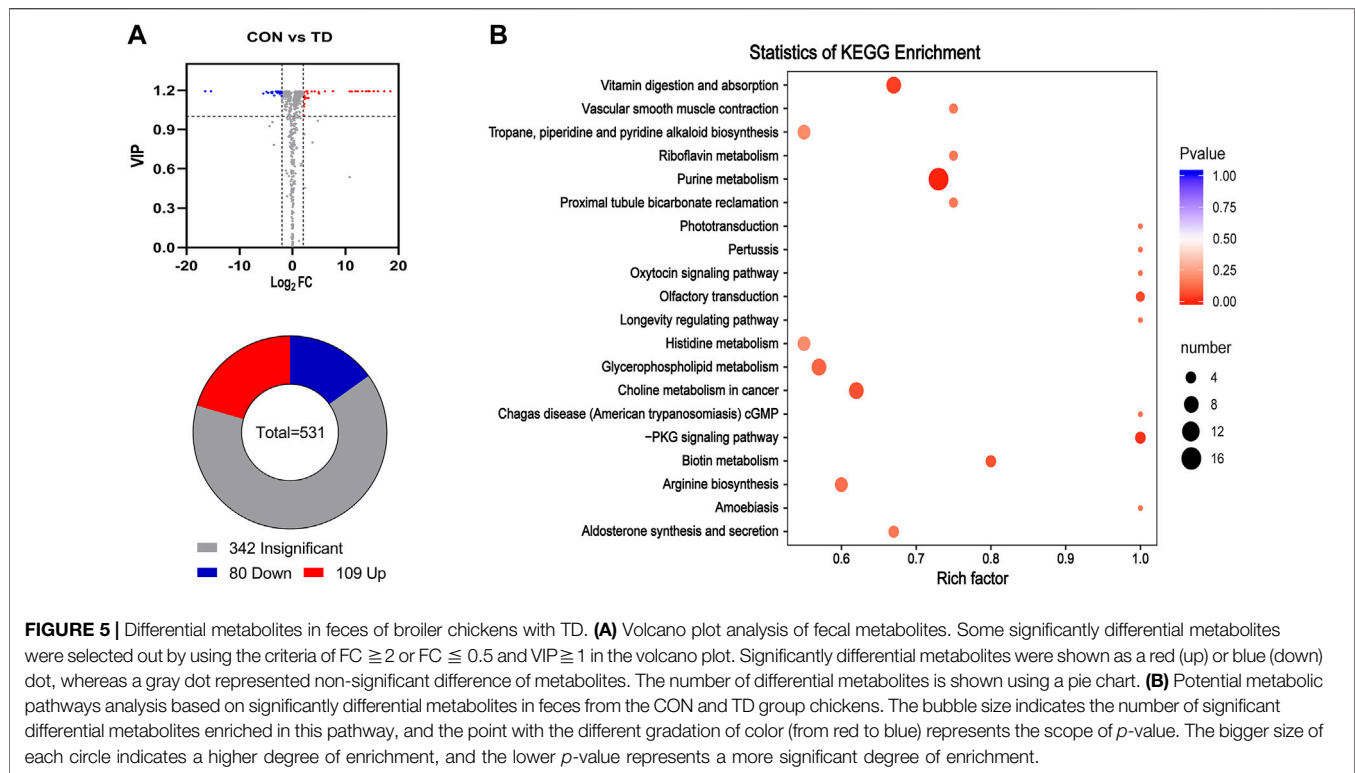 A
CON vs TD
VIP
1.2
0.9
0.6
0.3
0.0
-20
-10
0
10
20
Log2 FC
Total=531
342 Insignificant
80 Down
109 Up
B
Statistics of KEGG Enrichment
Vitamin digestion and absorption
Vascular smooth muscle contraction
Tropane, piperidine and pyridine alkaloid biosynthesis
Riboflavin metabolism
Purine metabolism
Proximal tubule bicarbonate reclamation
Phototransduction
Pertussis
Oxytocin signaling pathway
Olfactory transduction
Longevity regulating pathway
Histidine metabolism
Glycerophospholipid metabolism
Choline metabolism in cancer
Chagas disease (American trypanosomiasis) cGMP
−PKG signaling pathway
Biotin metabolism
Arginine biosynthesis
Amoebiasis
Aldosterone synthesis and secretion
0.6
0.7
0.8
0.9
1.0
Rich factor
Pvalue
1.00
0.75
0.50
0.25
0.00
number
4
8
12
16
FIGURE 5 | Differential metabolites in feces of broiler chickens with TD. (A) Volcano plot analysis of fecal metabolites. Some significantly differential metabolites
were selected out by using the criteria of FC ≧2 or FC ≦ 0.5 and VIP≧1 in the volcano plot. Significantly differential metabolites were shown as a red (up) or blue (down)
dot, whereas a gray dot represented non-significant difference of metabolites. The number of differential metabolites is shown using a pie chart. (B) Potential metabolic
pathways analysis based on significantly differential metabolites in feces from the CON and TD group chickens. The bubble size indicates the number of significant
differential metabolites enriched in this pathway, and the point with the different gradation of color (from red to blue) represents the scope of p-value. The bigger size of
each circle indicates a higher degree of enrichment, and the lower p-value represents a more significant degree of enrichment.